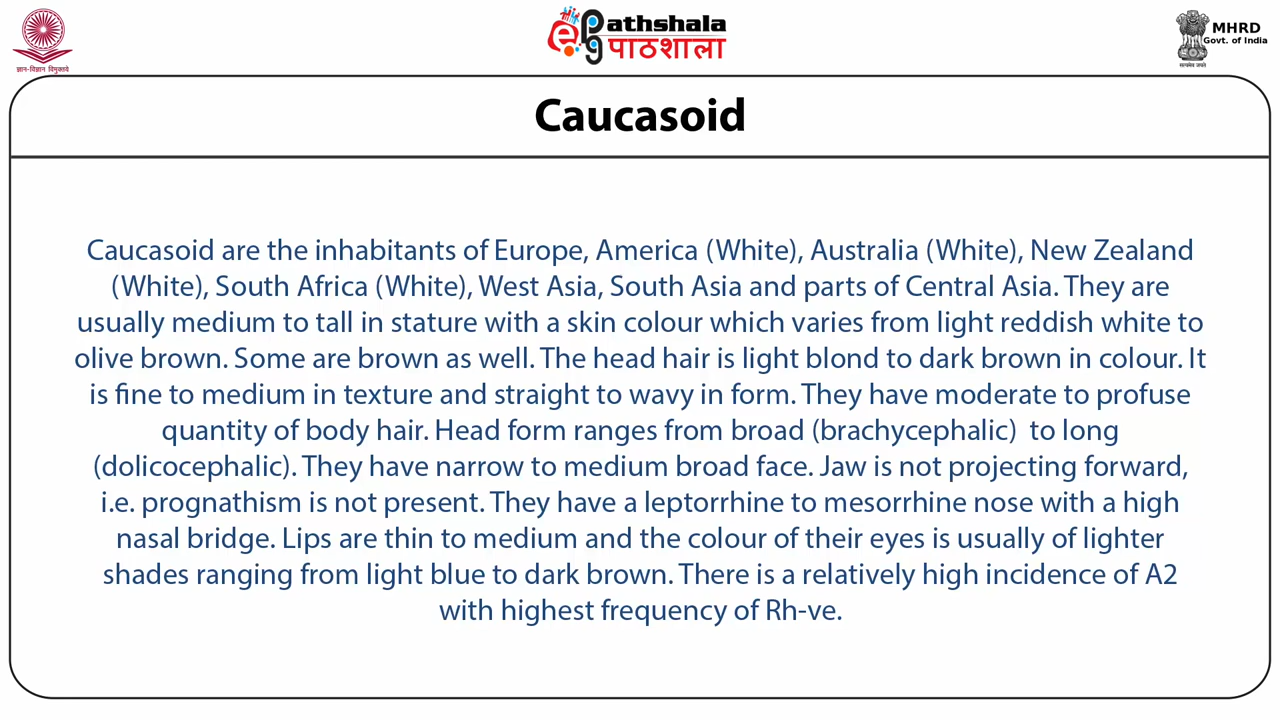 ज्ञान-विज्ञान विमुक्तये
epg
athshala
पाठशाला
MHRD
Govt. of India
सत्यमेव जयते
Caucasoid
Caucasoid are the inhabitants of Europe, America (White), Australia (White), New Zealand
(White), South Africa (White), West Asia, South Asia and parts of Central Asia. They are
usually medium to tall in stature with a skin colour which varies from light reddish white to
olive brown. Some are brown as well. The head hair is light blond to dark brown in colour. It
is fine to medium in texture and straight to wavy in form. They have moderate to profuse
quantity of body hair. Head form ranges from broad (brachycephalic) to long
(dolicocephalic). They have narrow to medium broad face. Jaw is not projecting forward,
i.e. prognathism is not present. They have a leptorrhine to mesorrhine nose with a high
nasal bridge. Lips are thin to medium and the colour of their eyes is usually of lighter
shades ranging from light blue to dark brown. There is a relatively high incidence of A2
with highest frequency of Rh-ve.